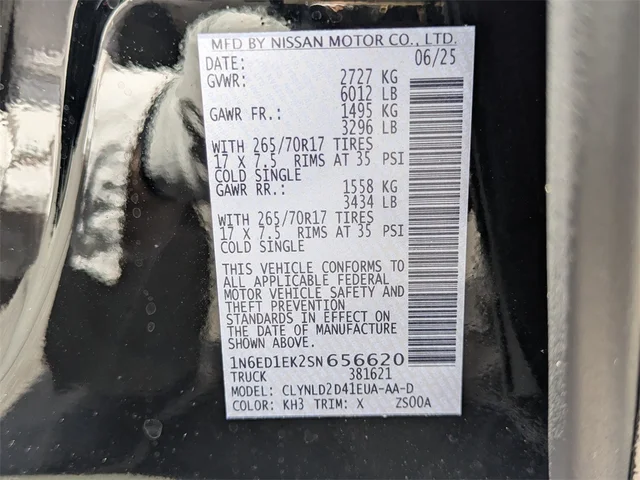 MFD BY NISSAN MOTOR CO., LTD.
DATE: 06/25
GVWR: 2727 KG
6012 LB
GAWR FR.: 1495 KG
3296 LB
WITH 265/70R17 TIRES
17 X 7.5 RIMS AT 35 PSI
COLD SINGLE
GAWR RR.: 1558 KG
3434 LB
WITH 265/70R17 TIRES
17 X 7.5 RIMS AT 35 PSI
COLD SINGLE
THIS VEHICLE CONFORMS TO
ALL APPLICABLE FEDERAL
MOTOR VEHICLE SAFETY AND
THEFT PREVENTION
STANDARDS IN EFFECT ON
THE DATE OF MANUFACTURE
SHOWN ABOVE.
1N6ED1EK2SN656620
TRUCK 381621
MODEL: CLYNLD2D41EUA-AA-D
COLOR: KH3 TRIM: X ZS00A